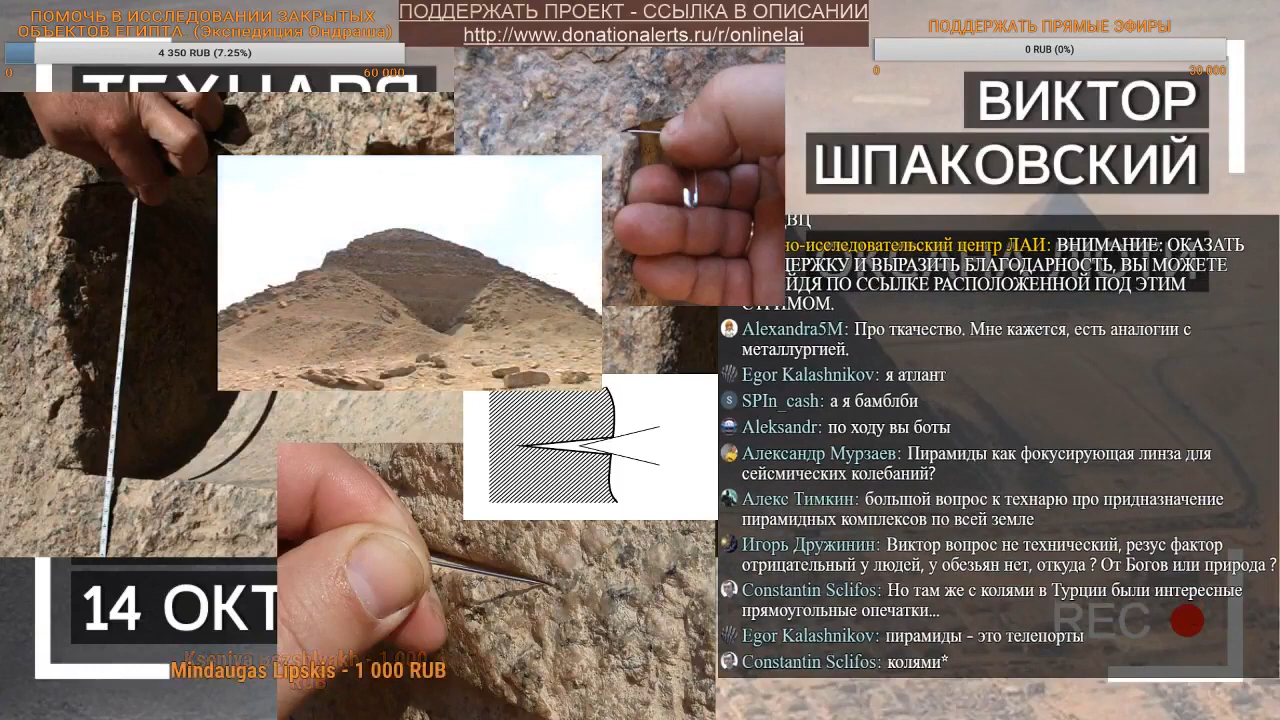 ПОМОЧЬ В ИССЛЕДОВАНИИ ЗАКРЫТЫХ
ОБЪЕКТОВ ЕГИПТА. (Экспедиция Ондраша)
4 350 RUB (7.25%)
0
60 000
ПОДДЕРЖАТЬ ПРОЕКТ - ССЫЛКА В ОПИСАНИИ
http://www.donationalerts.ru/r/onlinelai
ПОДДЕРЖАТЬ ПРЯМЫЕ ЭФИРЫ
0 RUB (0%)
0
30 000
ТЕХНАРЯ
ВИКТОР
ШПАКОВСКИЙ
но-исследовательский центр ЛАИ: ВНИМАНИЕ: ОКАЗАТЬ
ДЕРЖКУ И ВЫРАЗИТЬ БЛАГОДАРНОСТЬ, ВЫ МОЖЕТЕ
ЙДЯ ПО ССЫЛКЕ РАСПОЛОЖЕННОЙ ПОД ЭТИМ
СТРИМОМ.
Alexandra5M: Про ткачество. Мне кажется, есть аналогии с
металлургией.
Egor Kalashnikov: я атлант
S SPIn_cash: а я бамблби
Aleksandr: по ходу вы боты
Александр Мурзаев: Пирамиды как фокусирующая линза для
сейсмических колебаний?
Алекс Тимкин: большой вопрос к технарю про придназначение
пирамидных комплексов по всей земле
Игорь Дружинин: Виктор вопрос не технический, резус фактор
отрицательный у людей, у обезьян нет, откуда ? От Богов или природа ?
Constantin Sclifos: Но там же с колями в Турции были интересные
прямоугольные опечатки...
Egor Kalashnikov: пирамиды - это телепорты
Constantin Sclifos: колями*
REC
14 ОКТ
Mindaugas Lipskis - 1 000 RUB